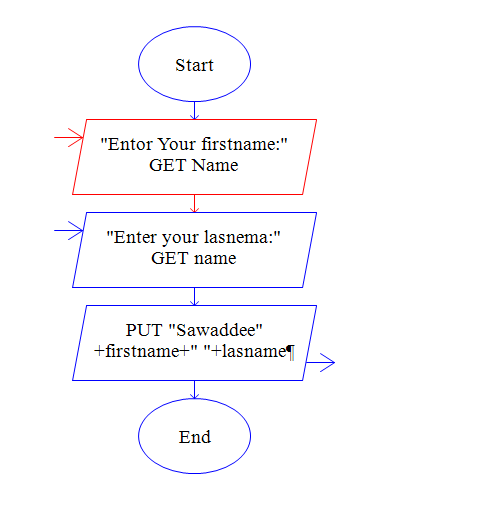 Start
"Entor Your firstname:"
GET Name
"Enter your lasnema:"
GET name
PUT "Sawaddee"
+firstname+" "+lasname¶
End